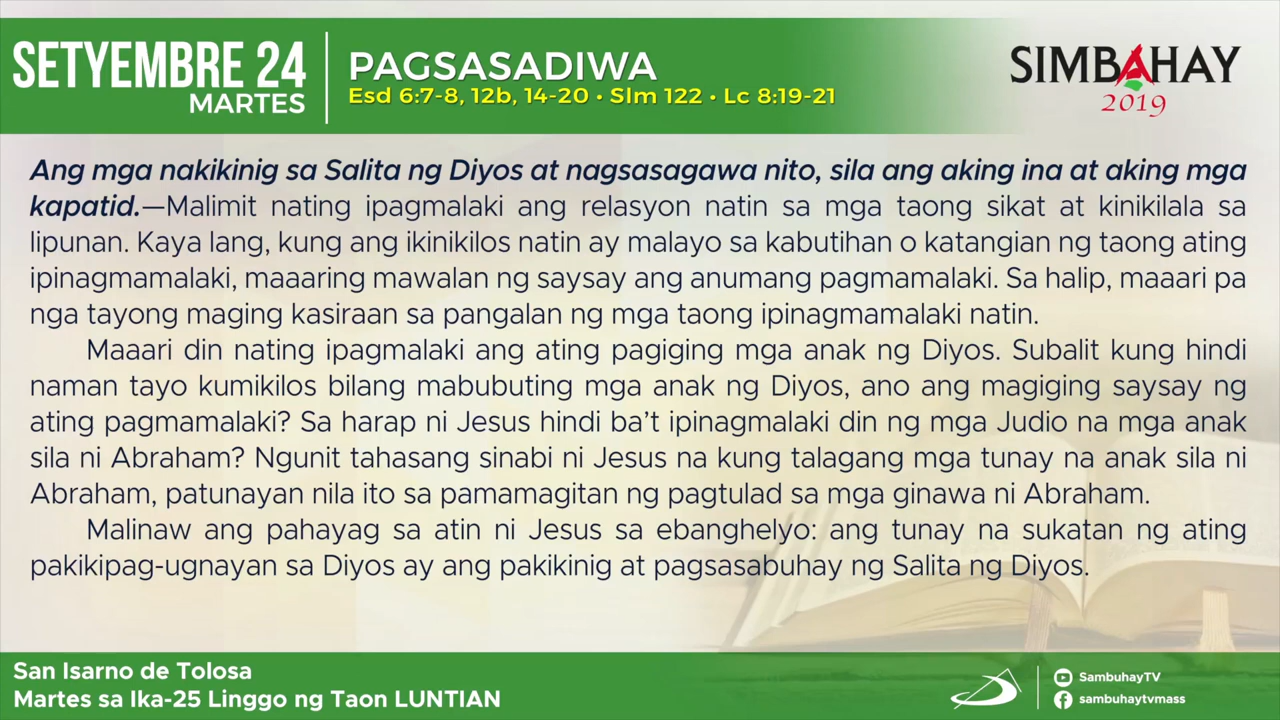 SETYEMBRE 24
MARTES
PAGSASADIWA
Esd 6:7-8, 12b, 14-20 • Slm 122 • Lc 8:19-21
SIMBAHAY
2019
Ang mga nakikinig sa Salita ng Diyos at nagsasagawa nito, sila ang aking ina at aking mga
kapatid.—Malimit nating ipagmalaki ang relasyon natin sa mga taong sikat at kinikilala sa
lipunan. Kaya lang, kung ang ikinikilos natin ay malayo sa kabutihan o katangian ng taong ating
ipinagmamalaki, maaaring mawalan ng saysay ang anumang pagmamalaki. Sa halip, maaari pa
nga tayong maging kasiraan sa pangalan ng mga taong ipinagmamalaki natin.
Maaari din nating ipagmalaki ang ating pagiging mga anak ng Diyos. Subalit kung hindi
naman tayo kumikilos bilang mabubuting mga anak ng Diyos, ano ang magiging saysay ng
ating pagmamalaki? Sa harap ni Jesus hindi ba’t ipinagmalaki din ng mga Judio na mga anak
sila ni Abraham? Ngunit tahasang sinabi ni Jesus na kung talagang mga tunay na anak sila ni
Abraham, patunayan nila ito sa pamamagitan ng pagtulad sa mga ginawa ni Abraham.
Malinaw ang pahayag sa atin ni Jesus sa ebanghelyo: ang tunay na sukatan ng ating
pakikipag-ugnayan sa Diyos ay ang pakikinig at pagsasabuhay ng Salita ng Diyos.
San Isarno de Tolosa
Martes sa Ika-25 Linggo ng Taon LUNTIAN
SambuhayTV
sambuhaytvmass